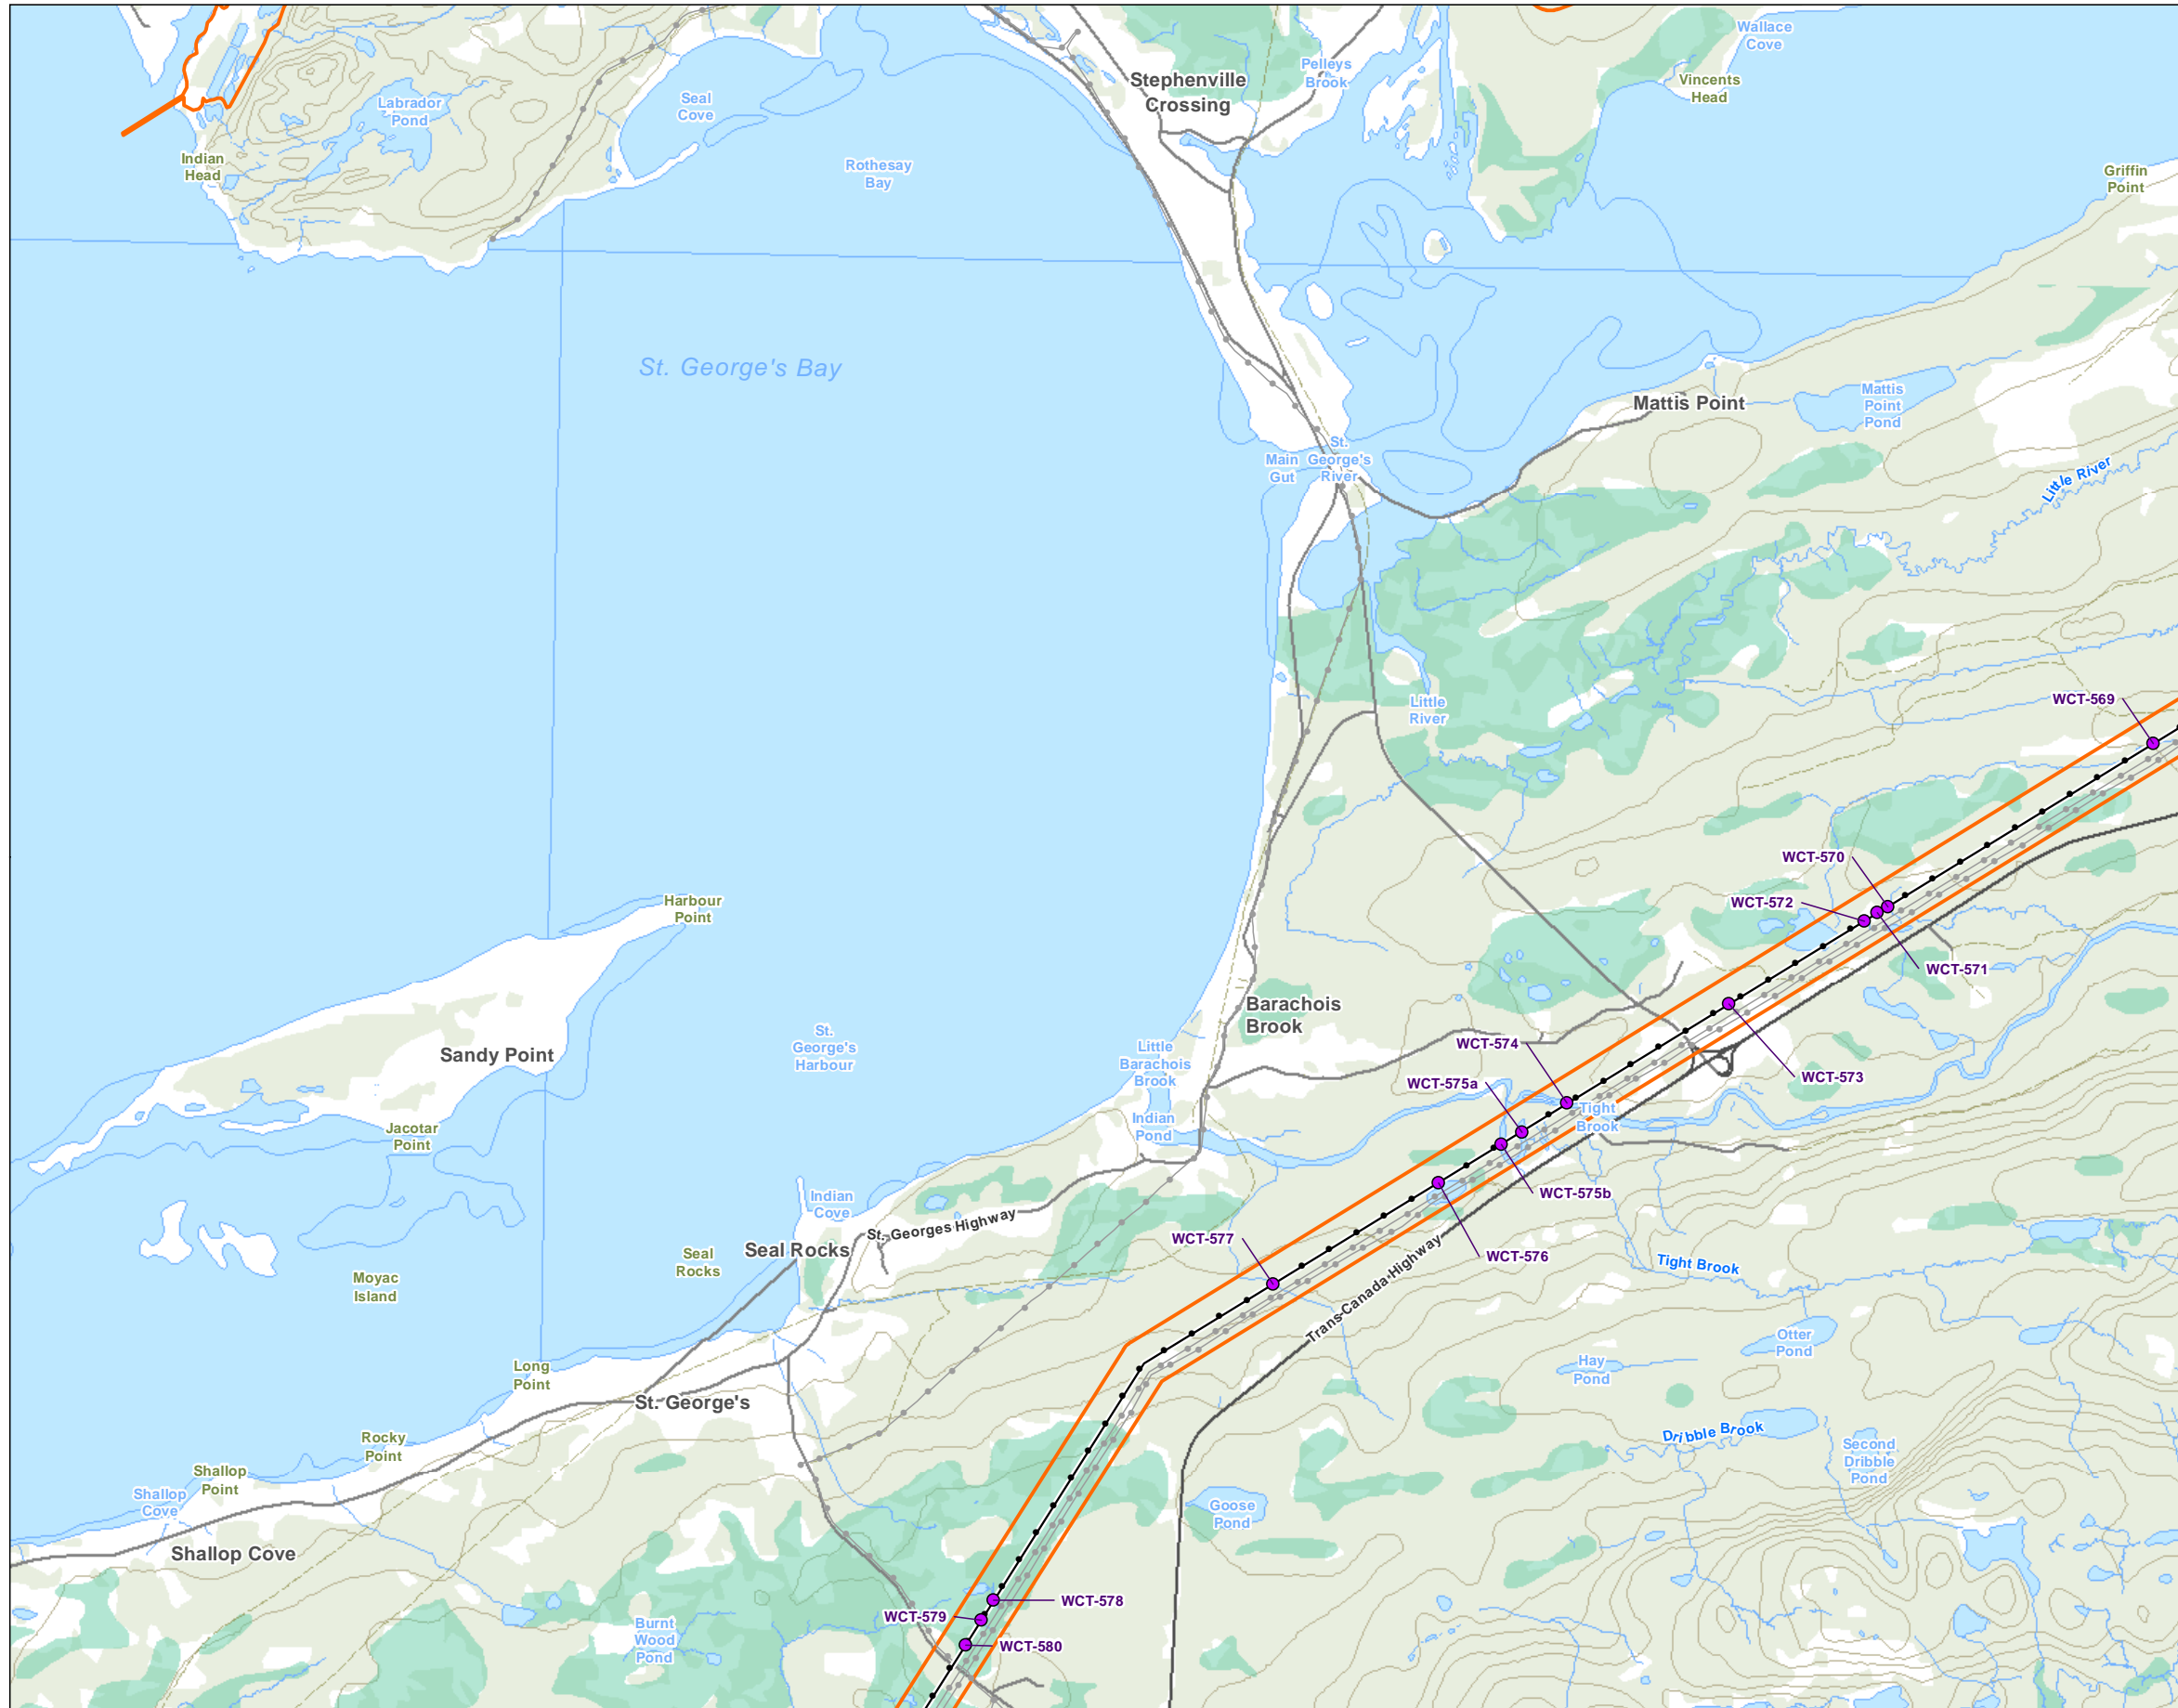 Wallace
Cove
Stephenville
Crossing
Pelleys
Brook
Vincents
Head
Labrador
Pond
Seal
Cove
Indian
Head
Rothesay
Bay
Griffin
Point
St. George's Bay
Mattis Point
Mattis
Point
Pond
Main
Gut
St.
George's
River
Little River
Little
River
WCT-569
WCT-570
WCT-572
WCT-571
Harbour
Point
Barachois
Brook
Sandy Point
St.
George's
Harbour
Little
Barachois
Brook
WCT-574
WCT-575a
WCT-573
Tight
Brook
Indian
Pond
Jacotar
Point
WCT-575b
Indian
Cove
St. Georges Highway
Seal Rocks
Seal
Rocks
WCT-577
WCT-576
Tight Brook
Moyac
Island
Trans-Canada-Highway
Otter
Pond
Hay
Pond
Long
Point
St. George's
Dribble Brook
Rocky
Point
Second
Dribble
Pond
Shallop
Point
Shallop
Cove
Goose
Pond
Shallop Cove
WCT-578
WCT-579
WCT-580
Burnt
Wood
Pond